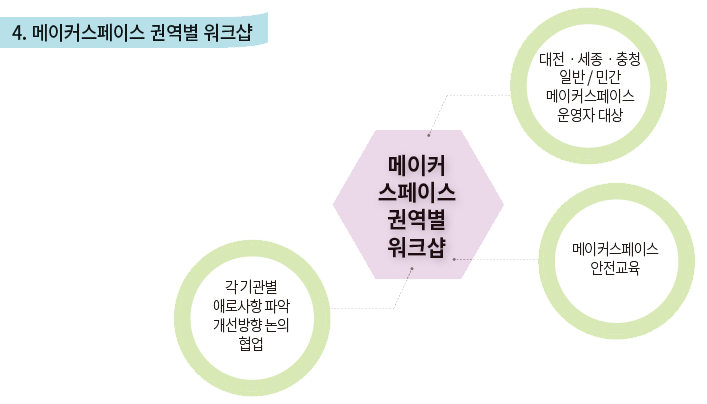 4. 메이커스페이스 권역별 워크샵
대전 · 세종 · 충청
일반 / 민간
메이커스페이스
운영자 대상
메이커
스페이스
권역별
워크샵
메이커스페이스
안전교육
각 기관별
애로사항 파악
개선방향 논의
협업